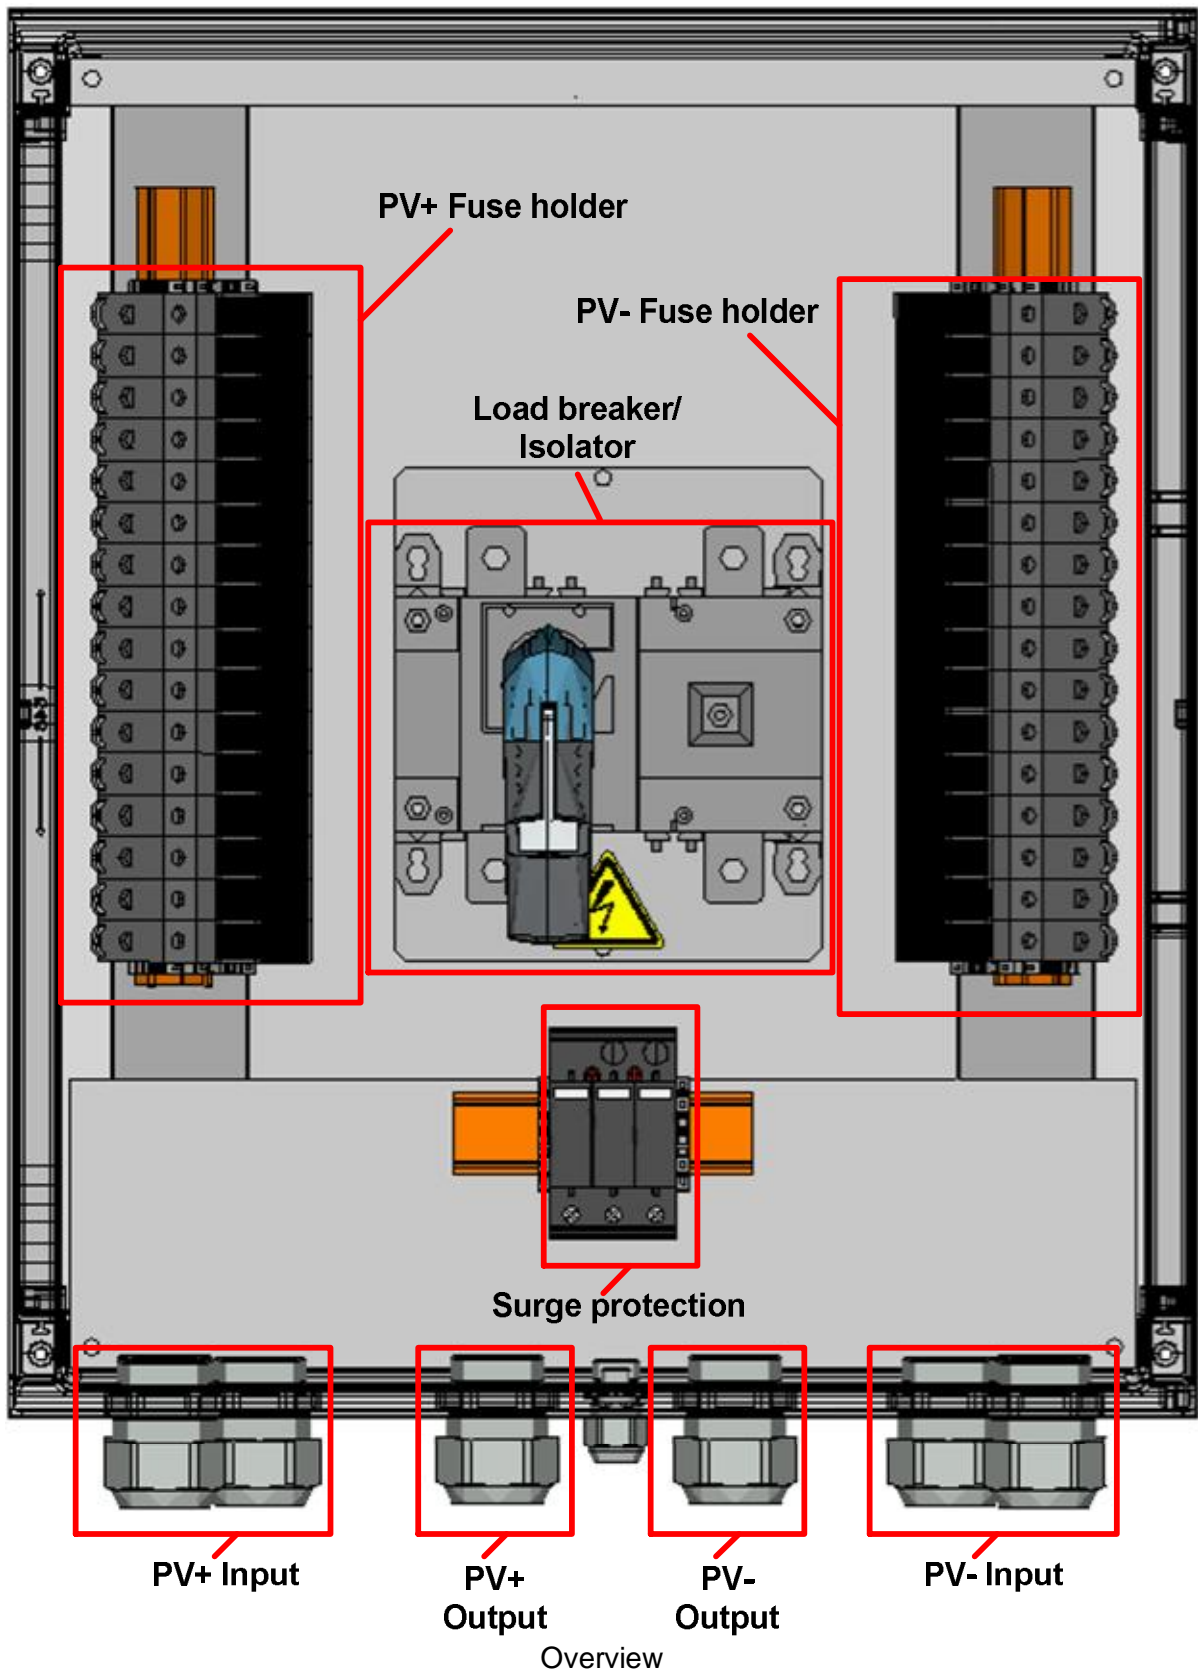 PV+ Fuse holder
PV- Fuse holder
Load breaker/
Isolator
Surge protection
PV+ Input
PV+
Output
PV-
Output
PV- Input
Overview